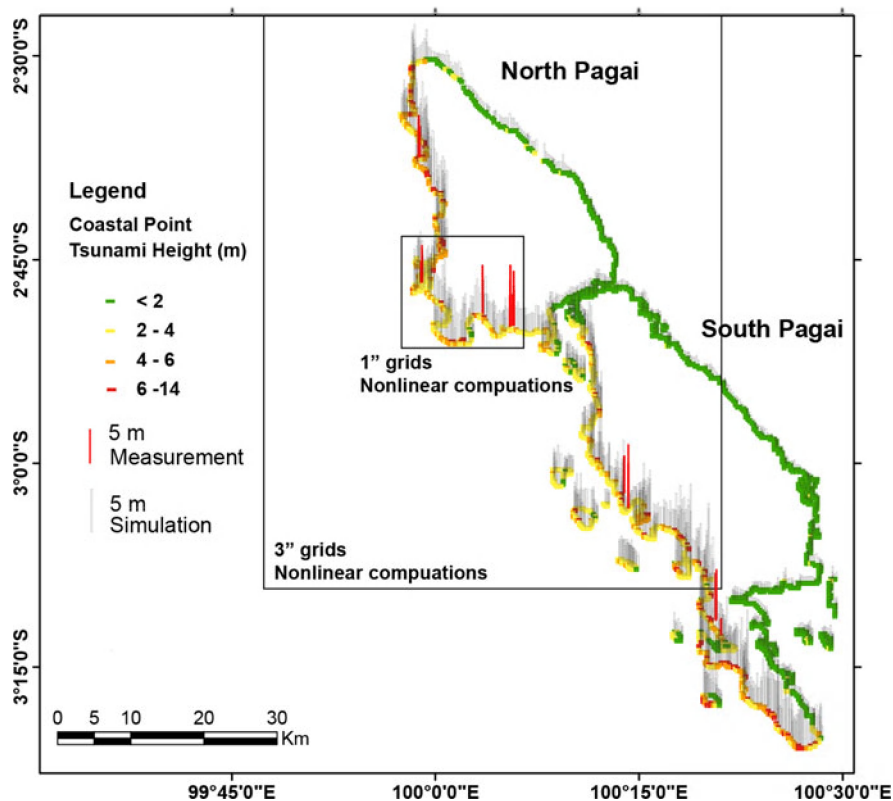 2°30'0"S
2°45'0"S
3°0'0"S
3°15'0"S
North Pagai
South Pagai
Legend
Coastal Point
Tsunami Height (m)
< 2
2 - 4
4 - 6
6 -14
5 m
Measurement
5 m
Simulation
1” grids
Nonlinear compuations
3” grids
Nonlinear compuations
0 5 10 20 30
Km
99°45'0"E 100°0'0"E 100°15'0"E 100°30'0"E